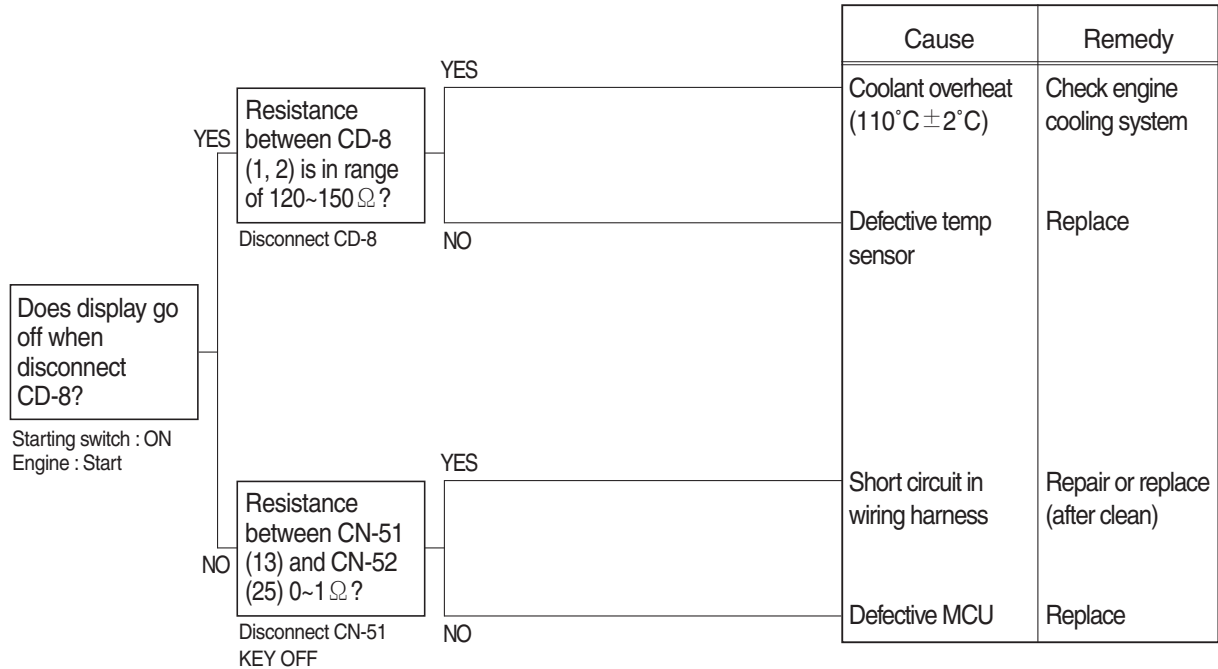 Cause
Remedy
YES
Coolant overheat
(110˚C±2˚C)
Check engine
cooling system
YES
Resistance
between CD-8
(1, 2) is in range
of 120~150Ω?
Disconnect CD-8
NO
Defective temp
sensor
Replace
Does display go
off when
disconnect
CD-8?
Starting switch : ON
Engine : Start
YES
Short circuit in
wiring harness
Repair or replace
(after clean)
NO
Resistance
between CN-51
(13) and CN-52
(25) 0~1Ω?
Disconnect CN-51
KEY OFF
NO
Defective MCU
Replace